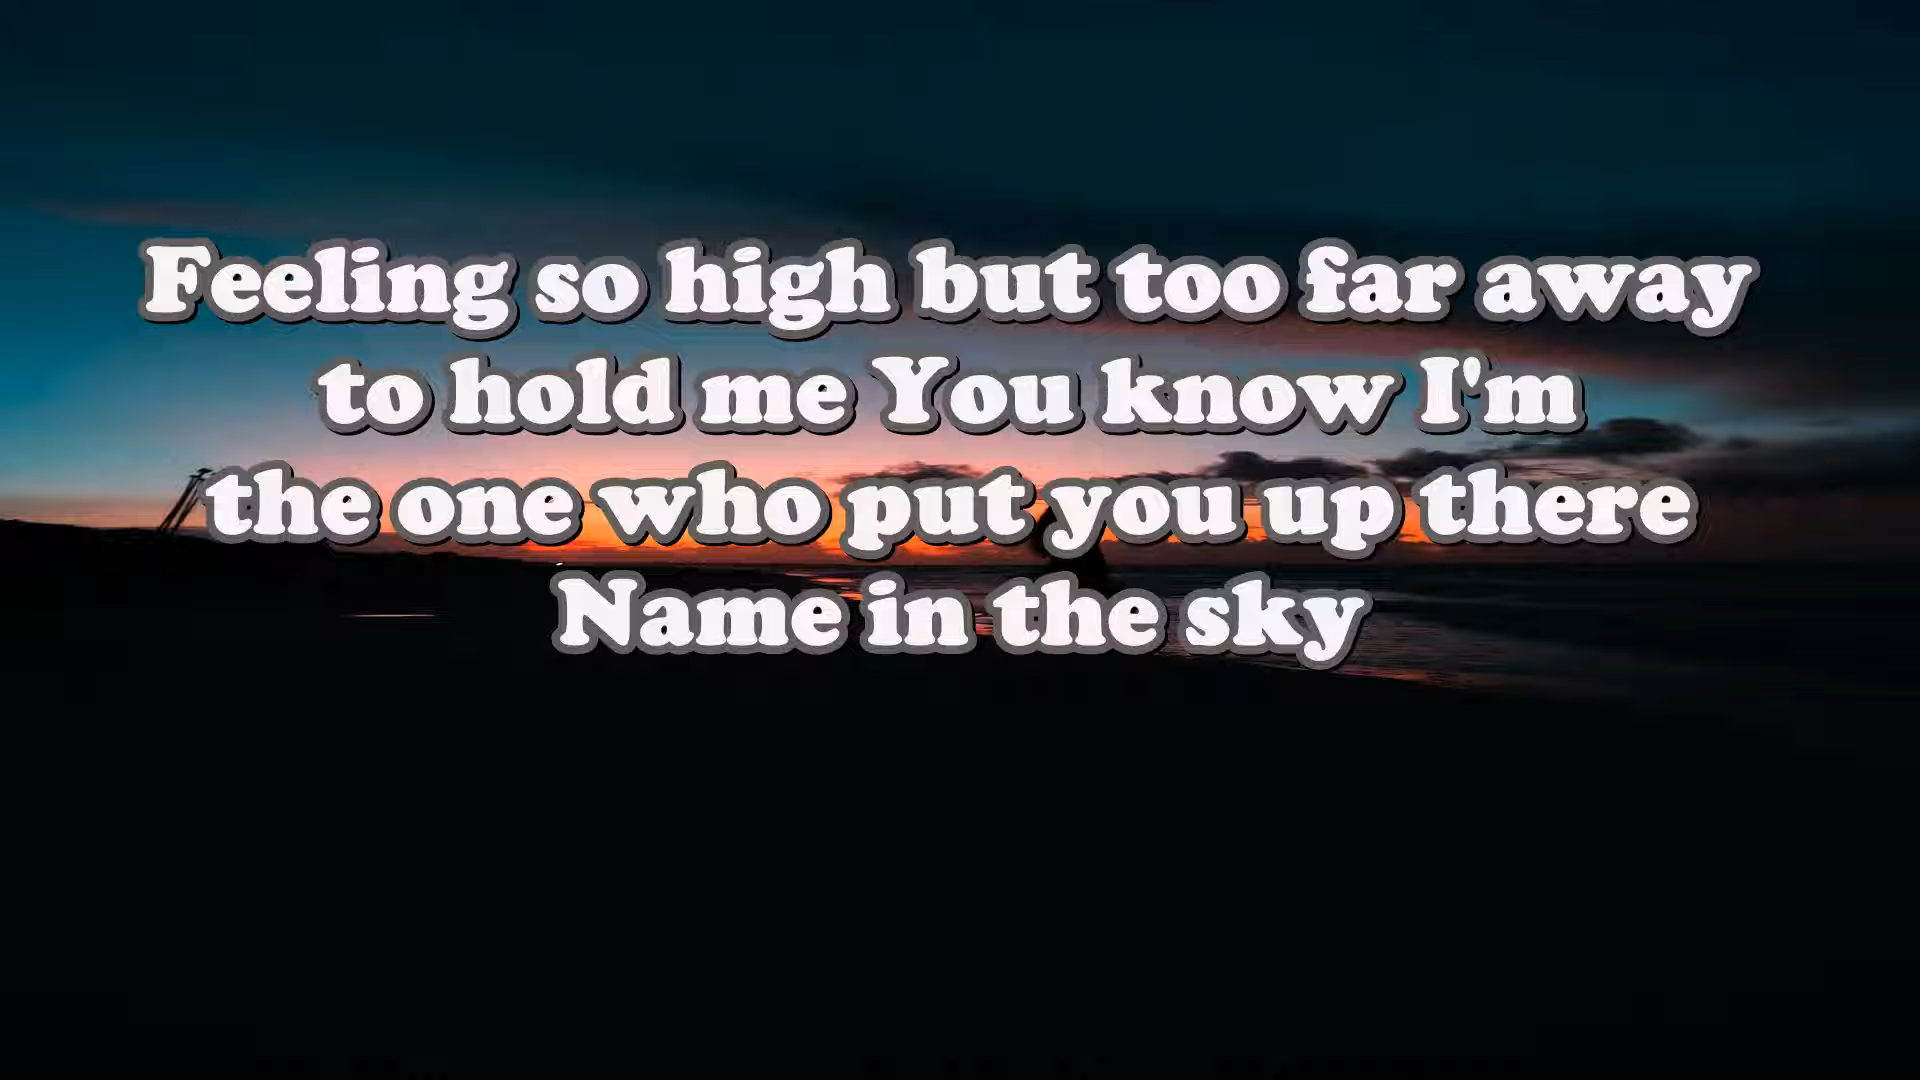 Feeling so high but too far away
to hold me You know I'm
the one who put you up there
Name in the sky